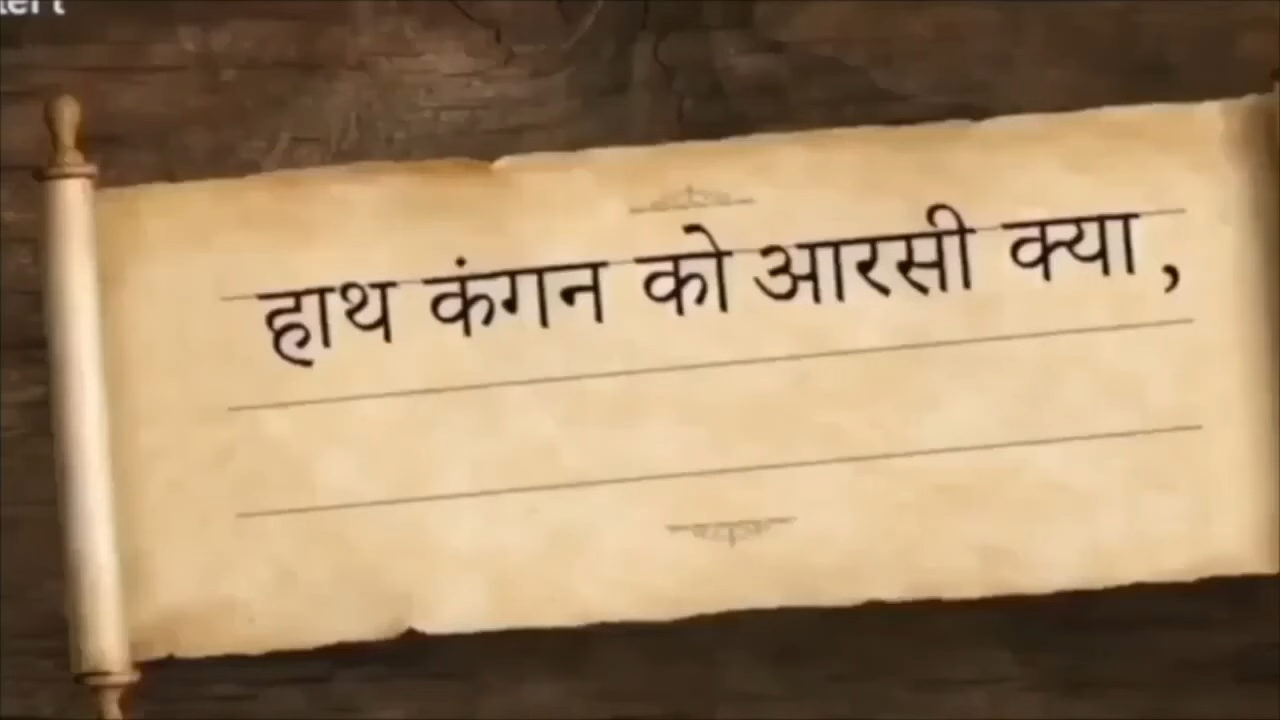 हाथ कंगन को आरसी क्या ,